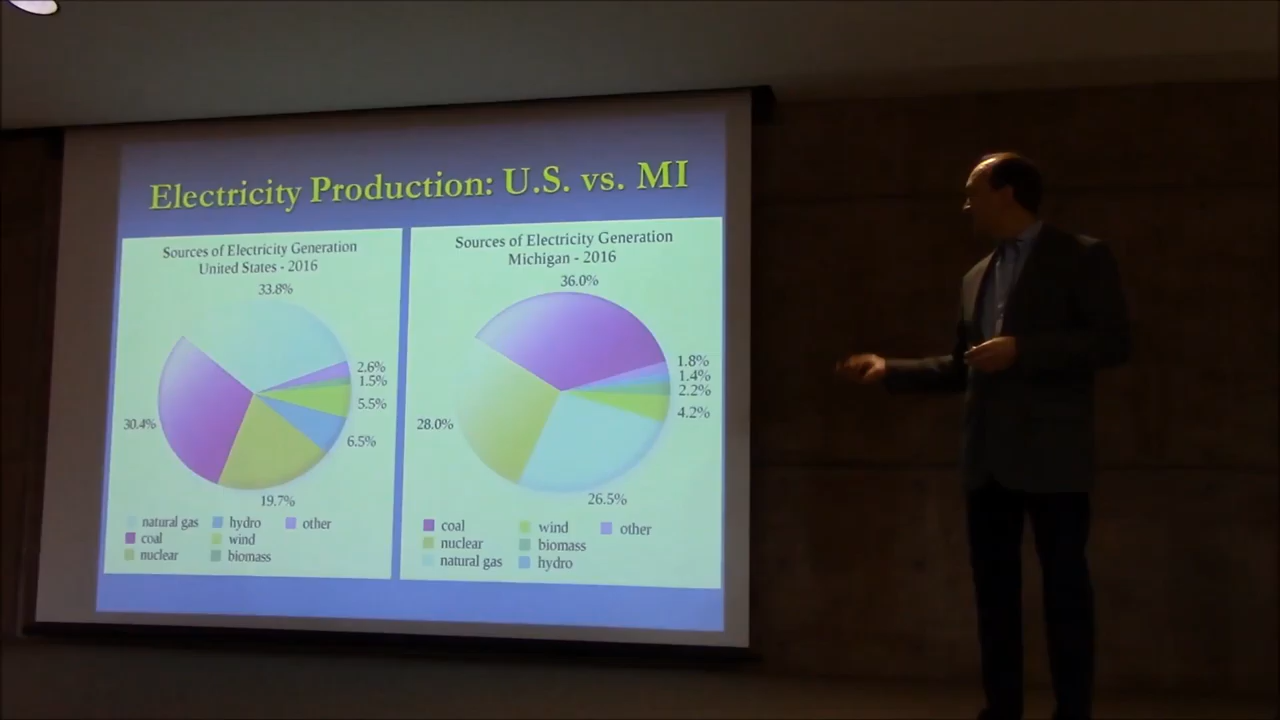 Electricity Production: U.S. vs. MI
Sources of Electricity Generation
United States - 2016
33.8%
2.6%
1.5%
5.5%
6.5%
19.7%
30.4%
natural gas
hydro
other
coal
wind
nuclear
biomass
Sources of Electricity Generation
Michigan - 2016
36.0%
1.8%
1.4%
2.2%
4.2%
26.5%
28.0%
coal
wind
other
nuclear
biomass
natural gas
hydro